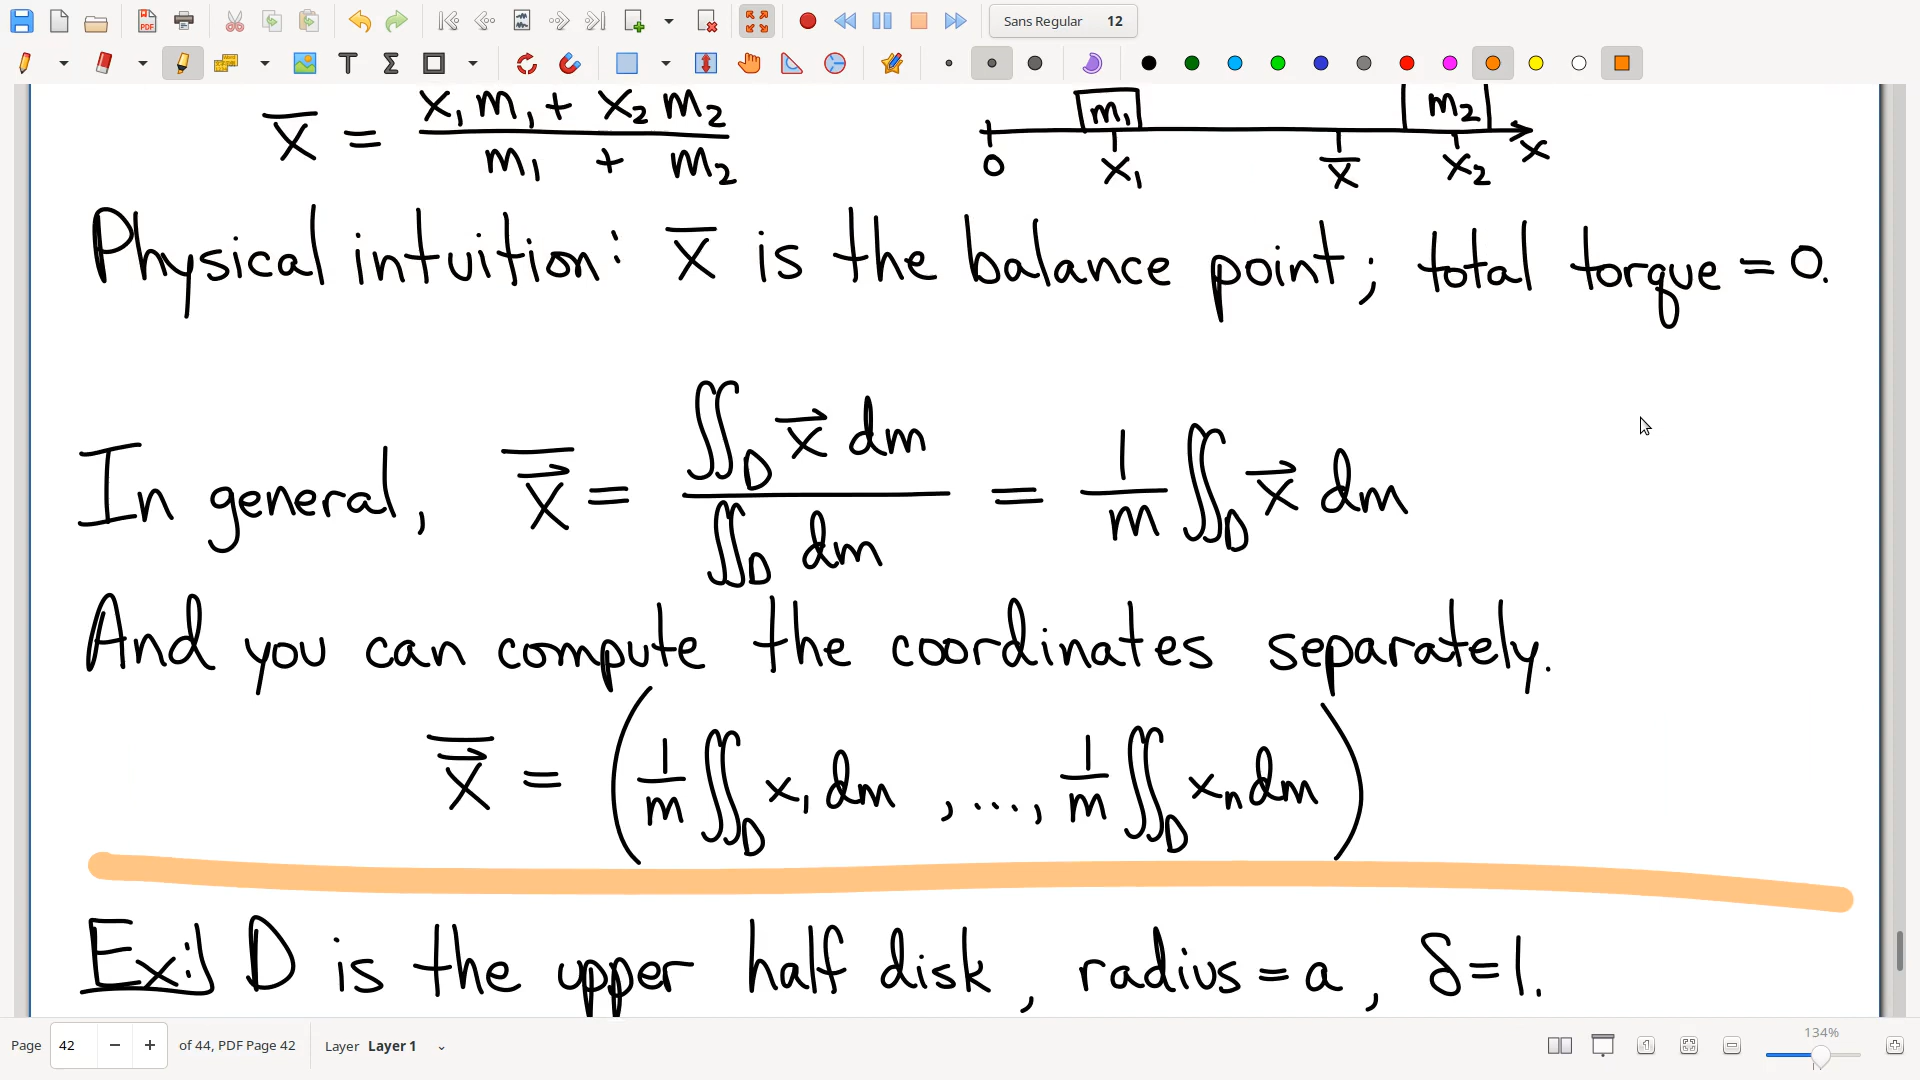 Sans Regular 12
x̄ = (x₁m₁ + x₂m₂) / (m₁ + m₂)
m₁ m₂
0 x₁ x̄ x₂ x
Physical intuition: x̄ is the balance point; total torque = 0.
In general, x⃗̄ = ∬_D x⃗ dm / ∬_D dm = 1/m ∬_D x⃗ dm
And you can compute the coordinates separately.
x⃗̄ = (1/m ∬_D x₁ dm , ..., 1/m ∬_D xₙ dm)
Ex: D is the upper half disk, radius = a, δ = 1.
Page 42 − + of 44, PDF Page 42 Layer Layer 1 134%